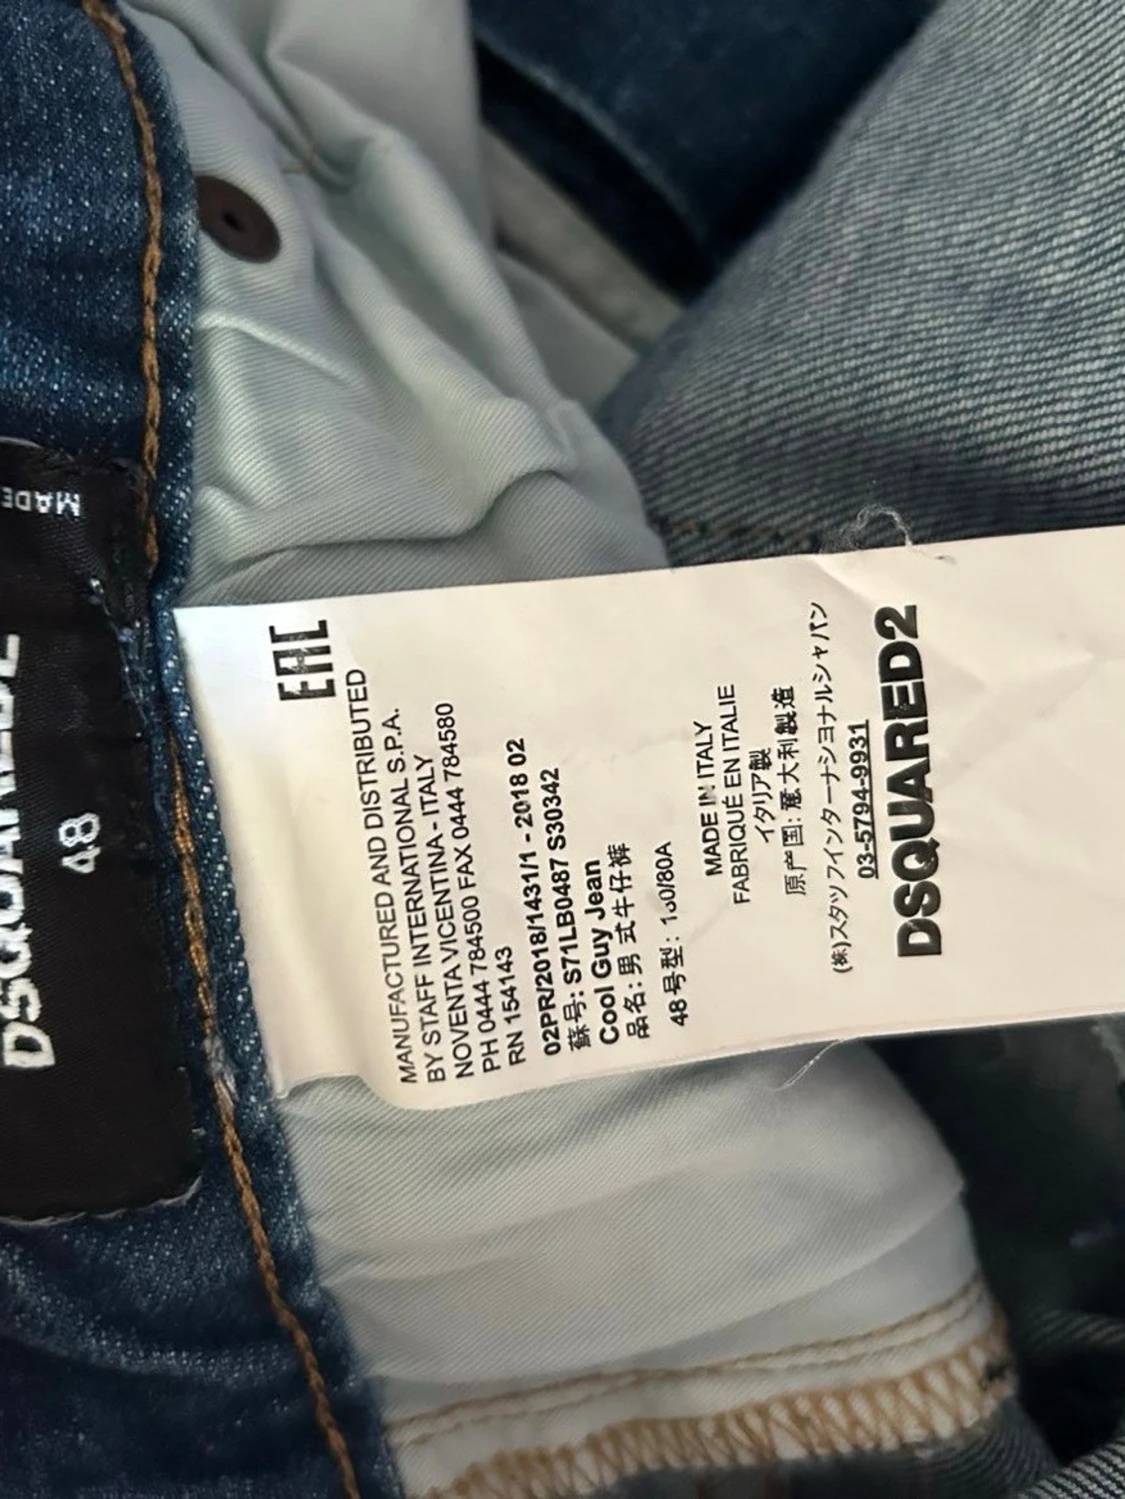 MADE
DSQUARED2
48
EAC
MANUFACTURED AND DISTRIBUTED
BY STAFF INTERNATIONAL S.P.A.
NOVENTA VICENTINA - ITALY
PH 0444 784500 FAX 0444 784580
RN 154143
02PR/2018/1431/1 - 2018 02
蘇号: S71LB0487 S30342
Cool Guy Jean
品名: 男式牛仔裤
48号型:
MADE IN ITALY
FABRIQUÉ EN ITALIE
イタリア製
原产国: 意大利製造
(株)スタッフインターナショナルジャパン
03-5794-9931
DSQUARED2